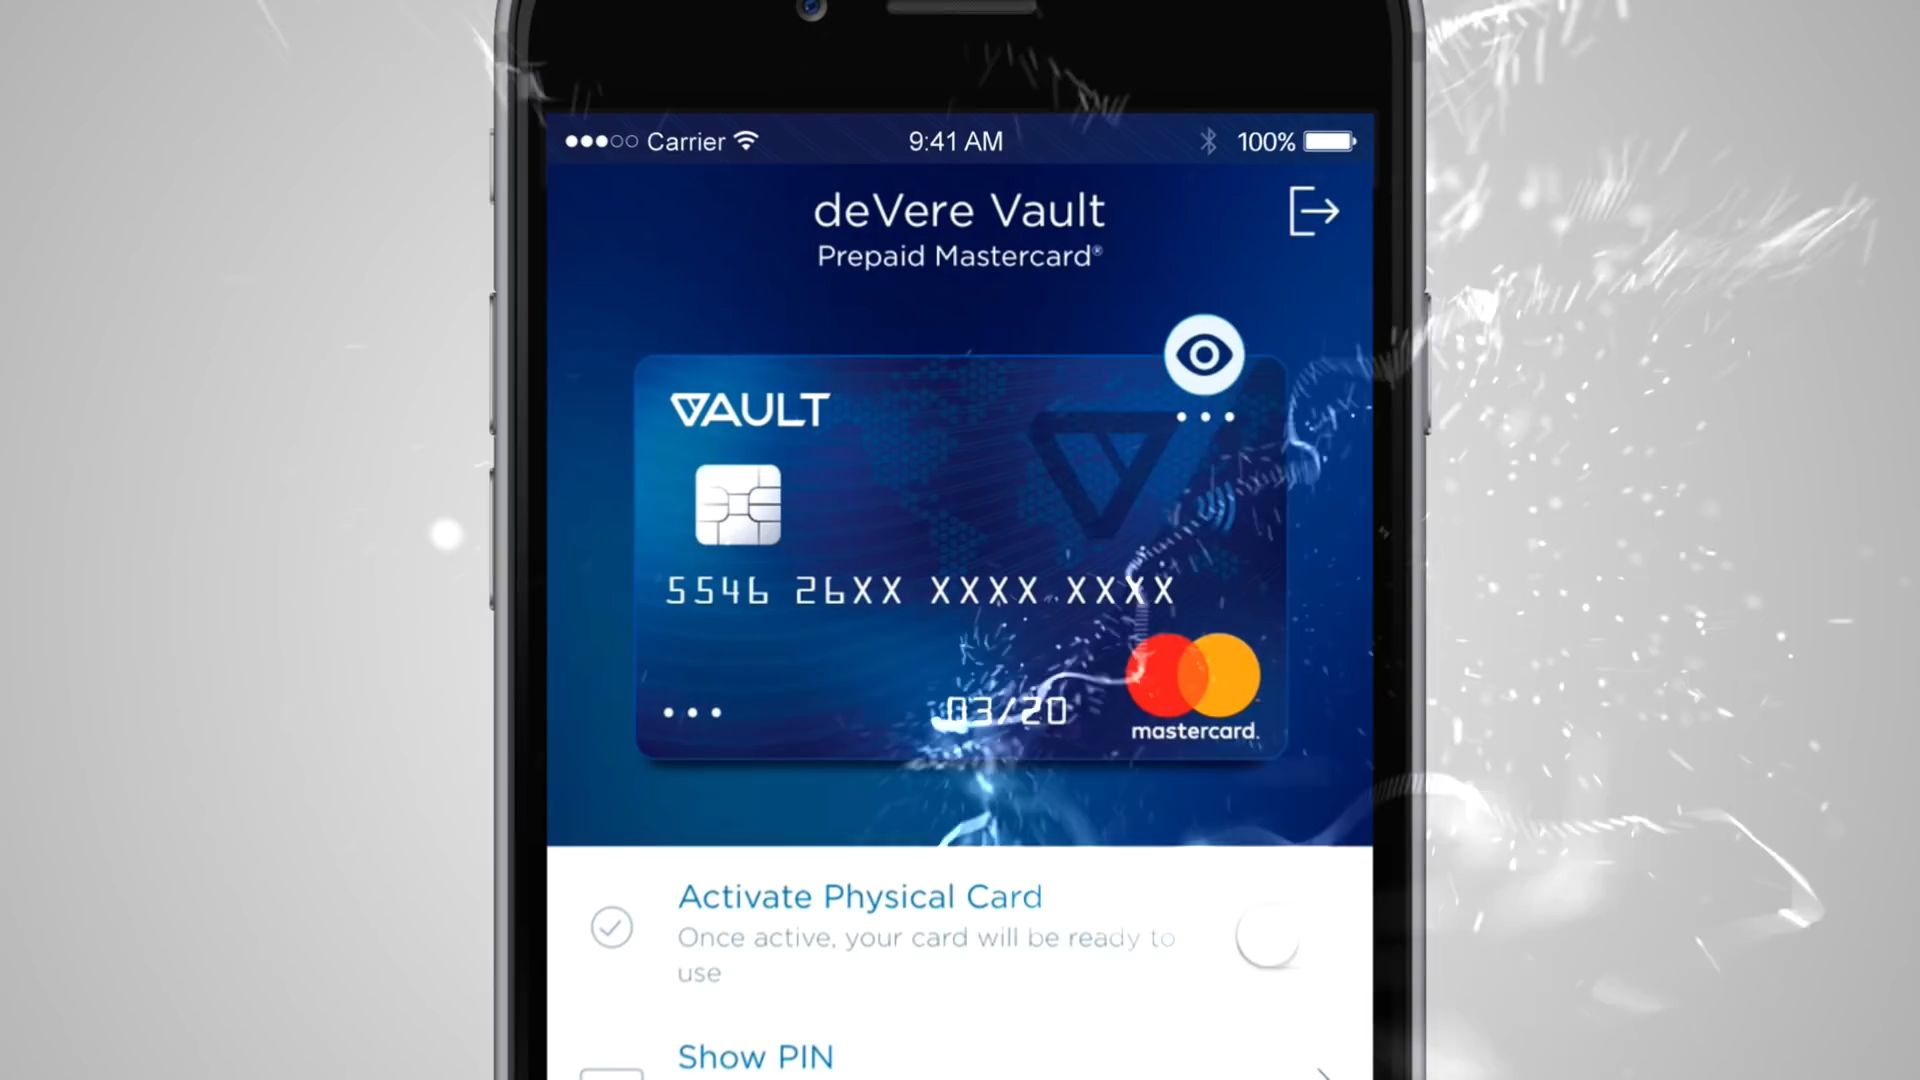 Carrier 9:41 AM 100%
deVere Vault
Prepaid Mastercard®
VAULT
5546 26XX XXXX XXXX
03/20
mastercard.
Activate Physical Card
Once active, your card will be ready to
use
Show PIN